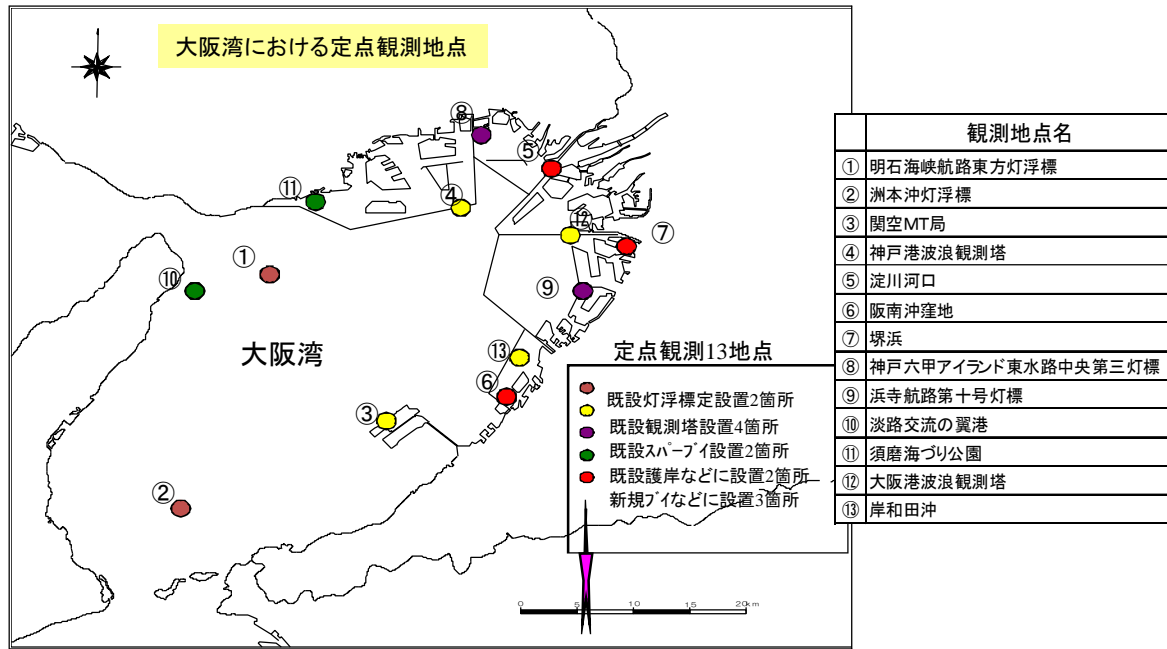 大阪湾における定点観測地点
⑧
⑤
⑪
④
⑫
⑦
①
⑩
⑨
大阪湾
⑬
⑥
③
②
定点観測13地点
既設灯浮標定設置2箇所
既設観測塔設置4箇所
既設スパーブイ設置2箇所
既設護岸などに設置2箇所
新規ブイなどに設置3箇所
0 5 10 15 20km
観測地点名
① 明石海峡航路東方灯浮標
② 洲本沖灯浮標
③ 関空MT局
④ 神戸港波浪観測塔
⑤ 淀川河口
⑥ 阪南沖窪地
⑦ 堺浜
⑧ 神戸六甲アイランド東水路中央第三灯標
⑨ 浜寺航路第十号灯標
⑩ 淡路交流の翼港
⑪ 須磨海づり公園
⑫ 大阪港波浪観測塔
⑬ 岸和田沖